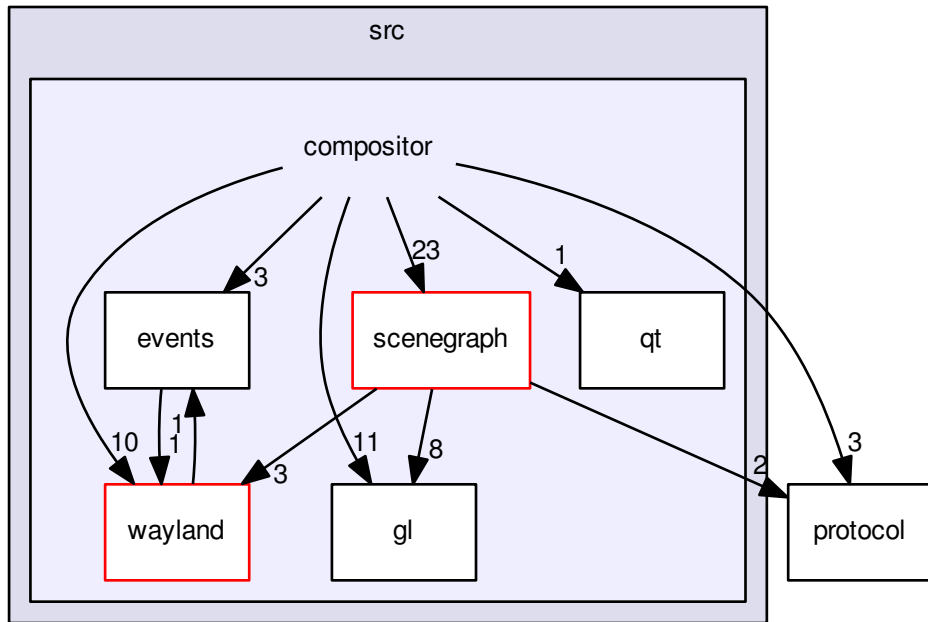 src
compositor
23
1
3
events
scenegraph
qt
1
1
10
11
8
3
2
3
wayland
gl
protocol